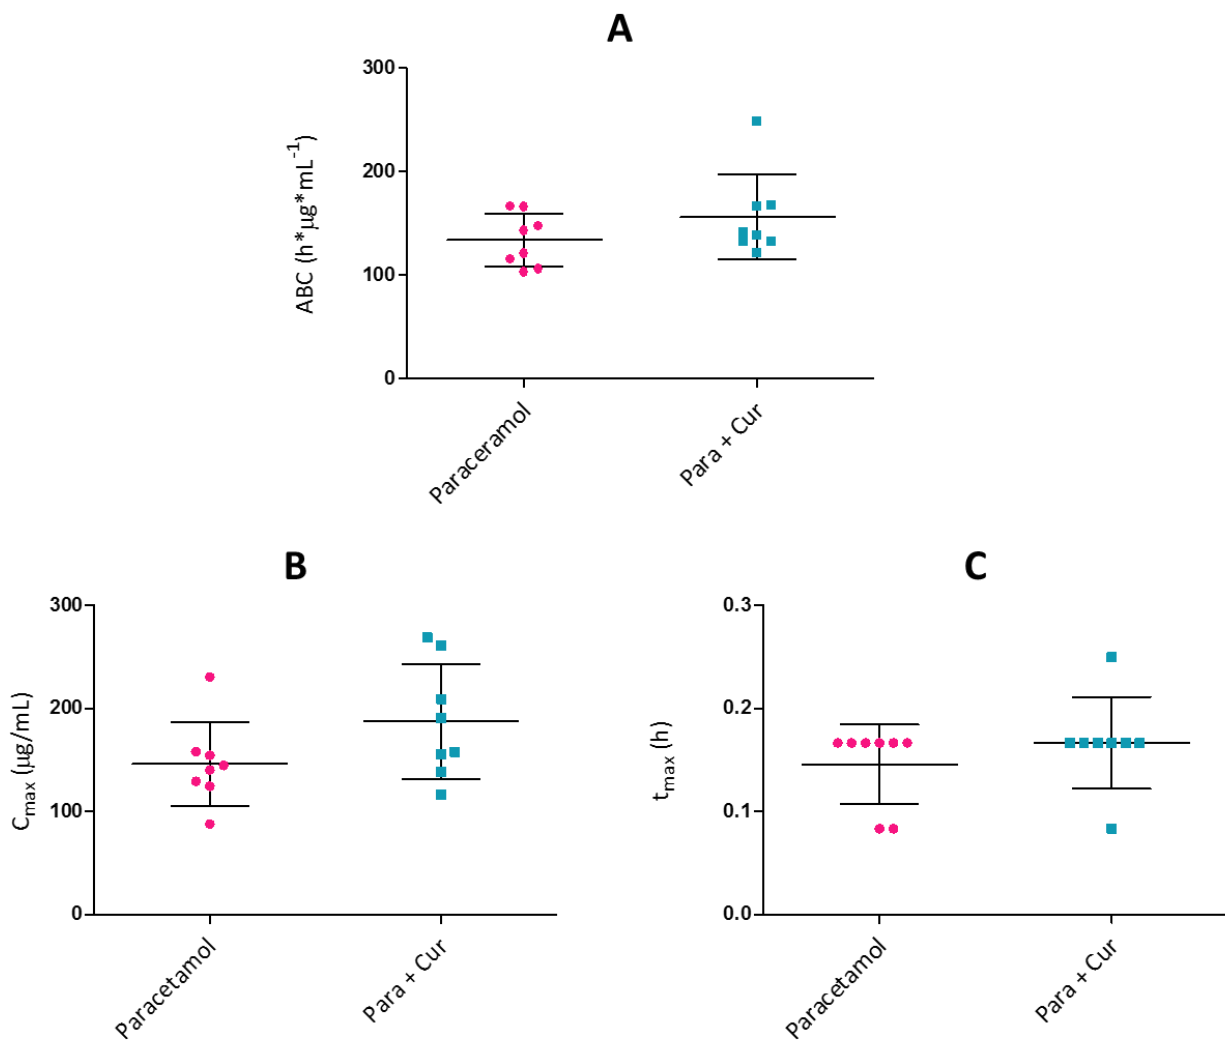 A
300
200
100
0
ABC (h*µg*mL⁻¹)
Paraceramol
Para + Cur
B
300
200
100
0
Cₘₐₓ (µg/mL)
Paracetamol
Para + Cur
C
0.3
0.2
0.1
0.0
tₘₐₓ (h)
Paracetamol
Para + Cur